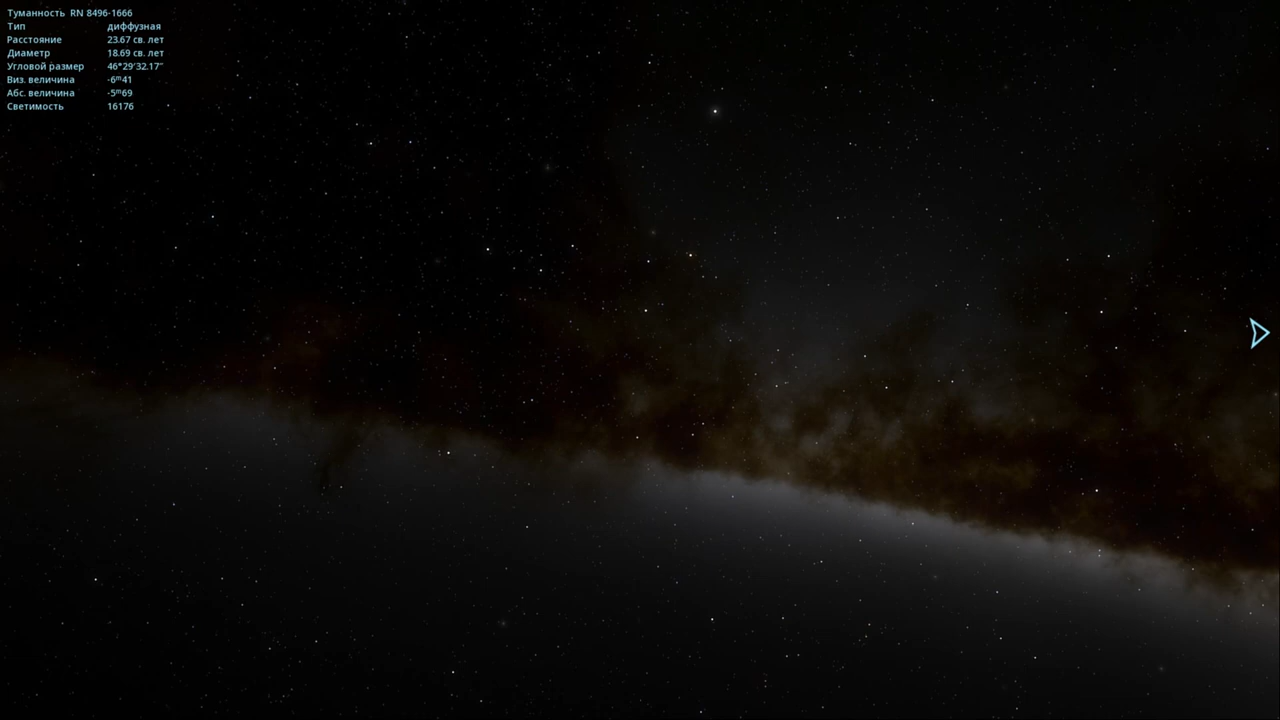 Туманность RN 8496-1666
Тип диффузная
Расстояние 23.67 св. лет
Диаметр 18.69 св. лет
Угловой размер 46°29'32.17"
Виз. величина -6ᵐ41
Абс. величина -5ᵐ69
Светимость 16176